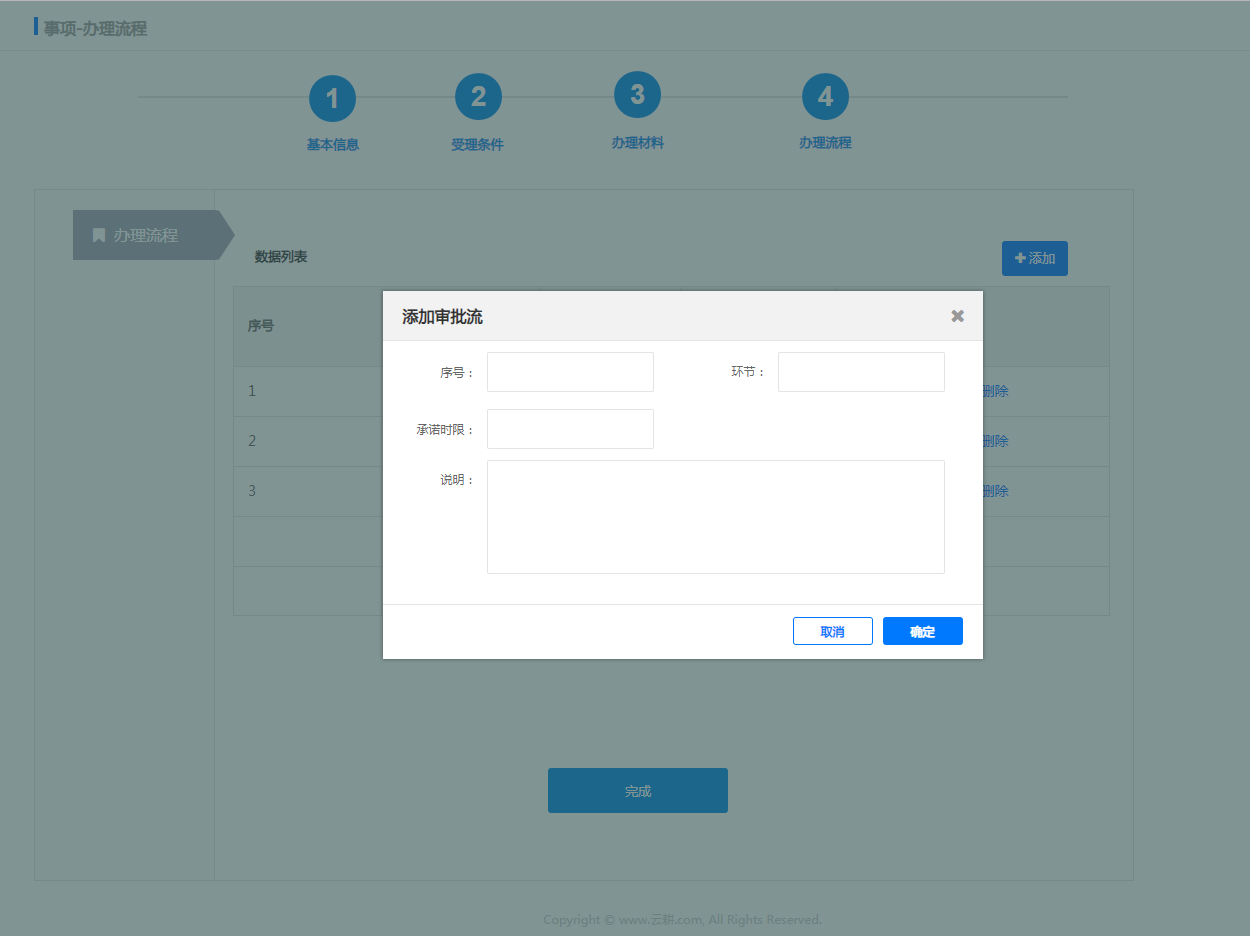 事项-办理流程
1
2
3
4
基本信息
受理条件
办理材料
办理流程
办理流程
数据列表
添加
序号
添加审批流
序号：
环节：
承诺时限：
说明：
1
删除
2
删除
3
删除
取消
确定
完成
Copyright © www.云耕.com, All Rights Reserved.